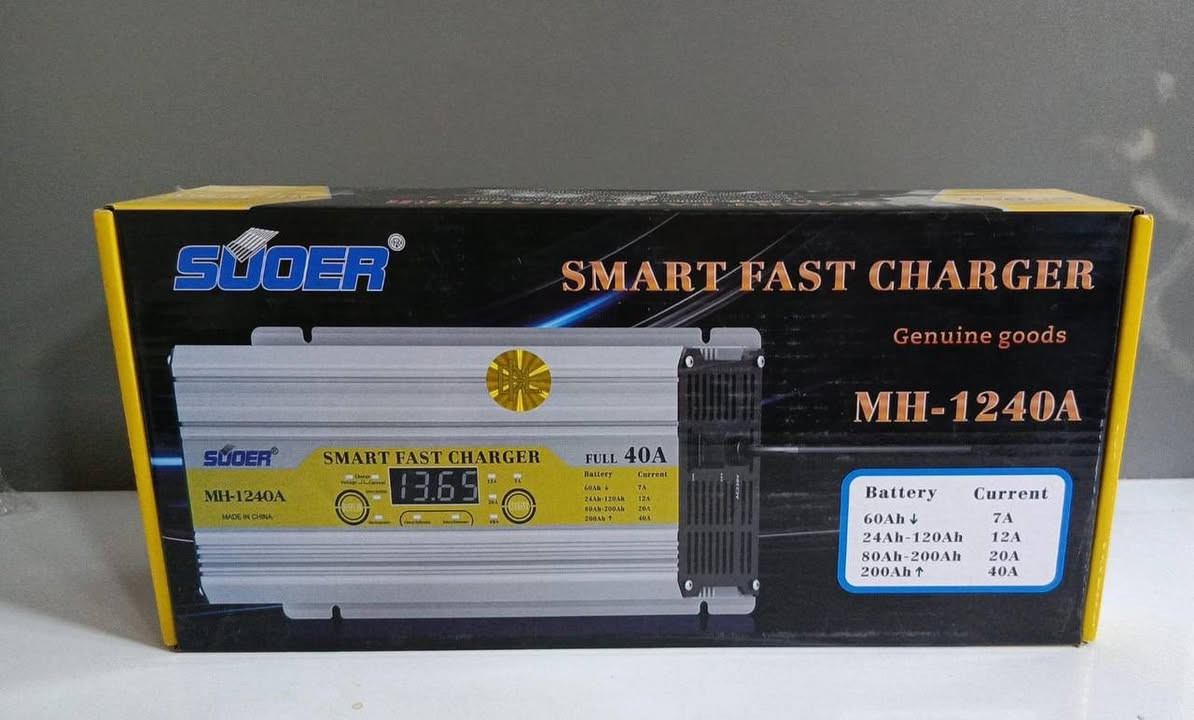 SUOER
SMART FAST CHARGER
Genuine goods
MH-1240A
SUOER
SMART FAST CHARGER
FULL 40A
MH-1240A
MADE IN CHINA
13.65
Battery Current
60Ah↓ 7A
24Ah-120Ah 12A
80Ah-200Ah 20A
200Ah↑ 40A
Battery Current
60Ah↓ 7A
24Ah-120Ah 12A
80Ah-200Ah 20A
200Ah↑ 40A